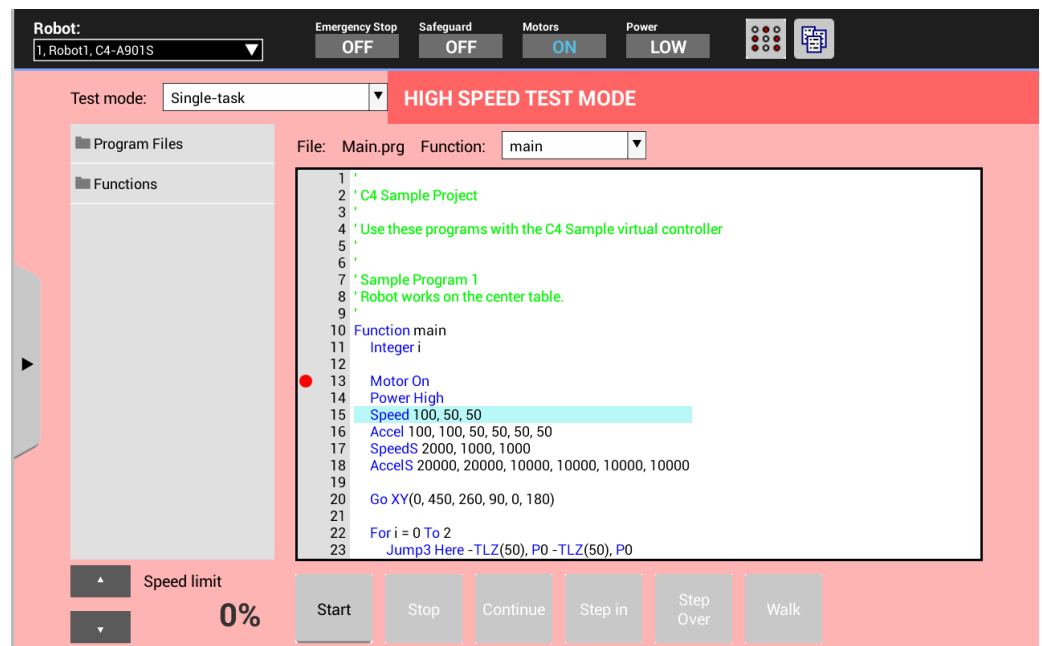 Robot:
1, Robot1, C4-A901S
Emergency Stop
OFF
Safeguard
OFF
Motors
ON
Power
LOW
Test mode: Single-task
HIGH SPEED TEST MODE
Program Files
Functions
File: Main.prg Function: main
1 '
2 ' C4 Sample Project
3 '
4 ' Use these programs with the C4 Sample virtual controller
5 '
6 '
7 ' Sample Program 1
8 ' Robot works on the center table.
9 '
10 Function main
11 Integer i
12
13 Motor On
14 Power High
15 Speed 100, 50, 50
16 Accel 100, 100, 50, 50, 50, 50
17 SpeedS 2000, 1000, 1000
18 AccelS 20000, 20000, 10000, 10000, 10000, 10000
19
20 Go XY(0, 450, 260, 90, 0, 180)
21
22 For i = 0 To 2
23 Jump3 Here -TLZ(50), P0 -TLZ(50), P0
Speed limit
0%
Start
Stop
Continue
Step in
Step
Over
Walk